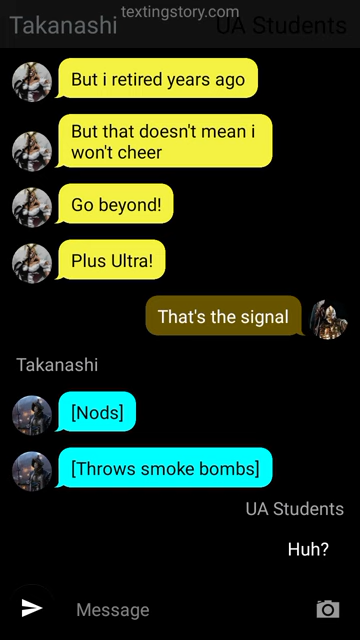 textingstory.com
Takanashi
UA Students
But i retired years ago
But that doesn't mean i
won't cheer
Go beyond!
Plus Ultra!
That's the signal
Takanashi
[Nods]
[Throws smoke bombs]
UA Students
Huh?
Message